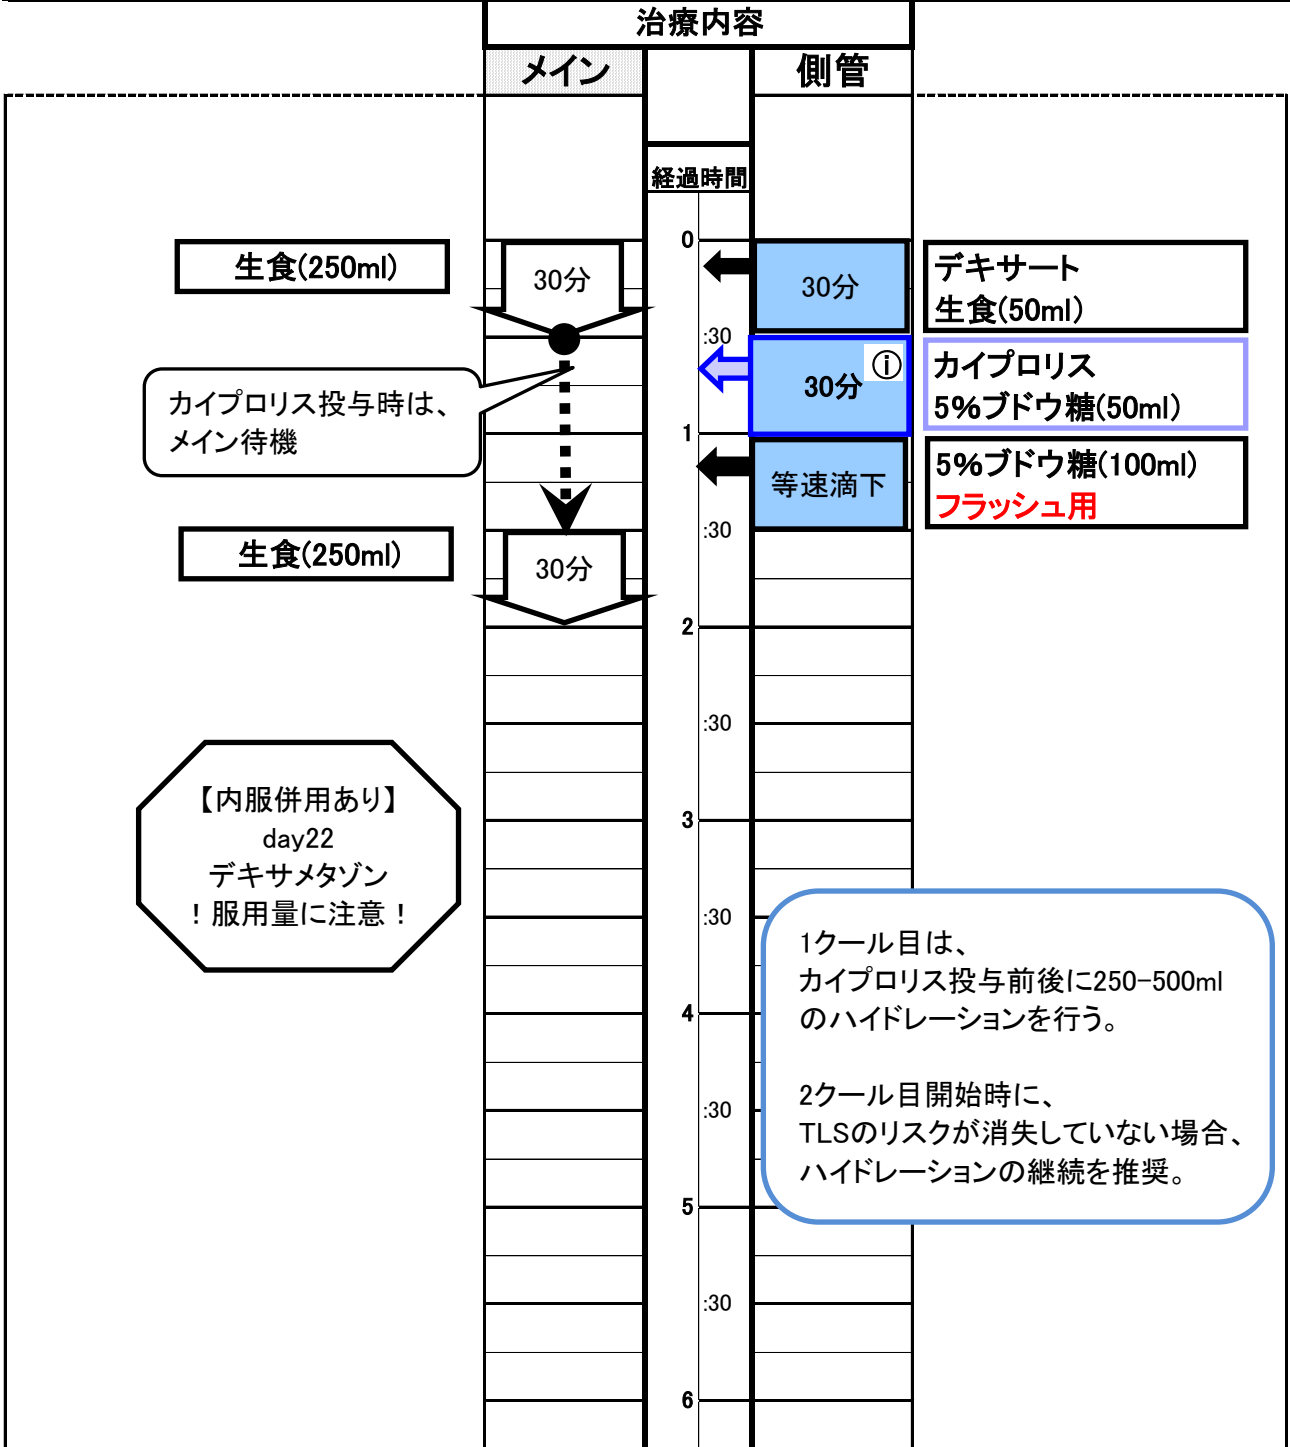 治療内容
メイン
側管
経過時間
0
生食(250ml)
30分
30分
デキサート
生食(50ml)
:30
カイプロリス投与時は、
メイン待機
30分
ⓘ
カイプロリス
5%ブドウ糖(50ml)
1
等速滴下
5%ブドウ糖(100ml)
フラッシュ用
:30
生食(250ml)
30分
2
:30
【内服併用あり】
day22
デキサメタゾン
！服用量に注意！
3
:30
1クール目は、
カイプロリス投与前後に250-500ml
のハイドレーションを行う。
4
2クール目開始時に、
TLSのリスクが消失していない場合、
ハイドレーションの継続を推奨。
:30
5
:30
6